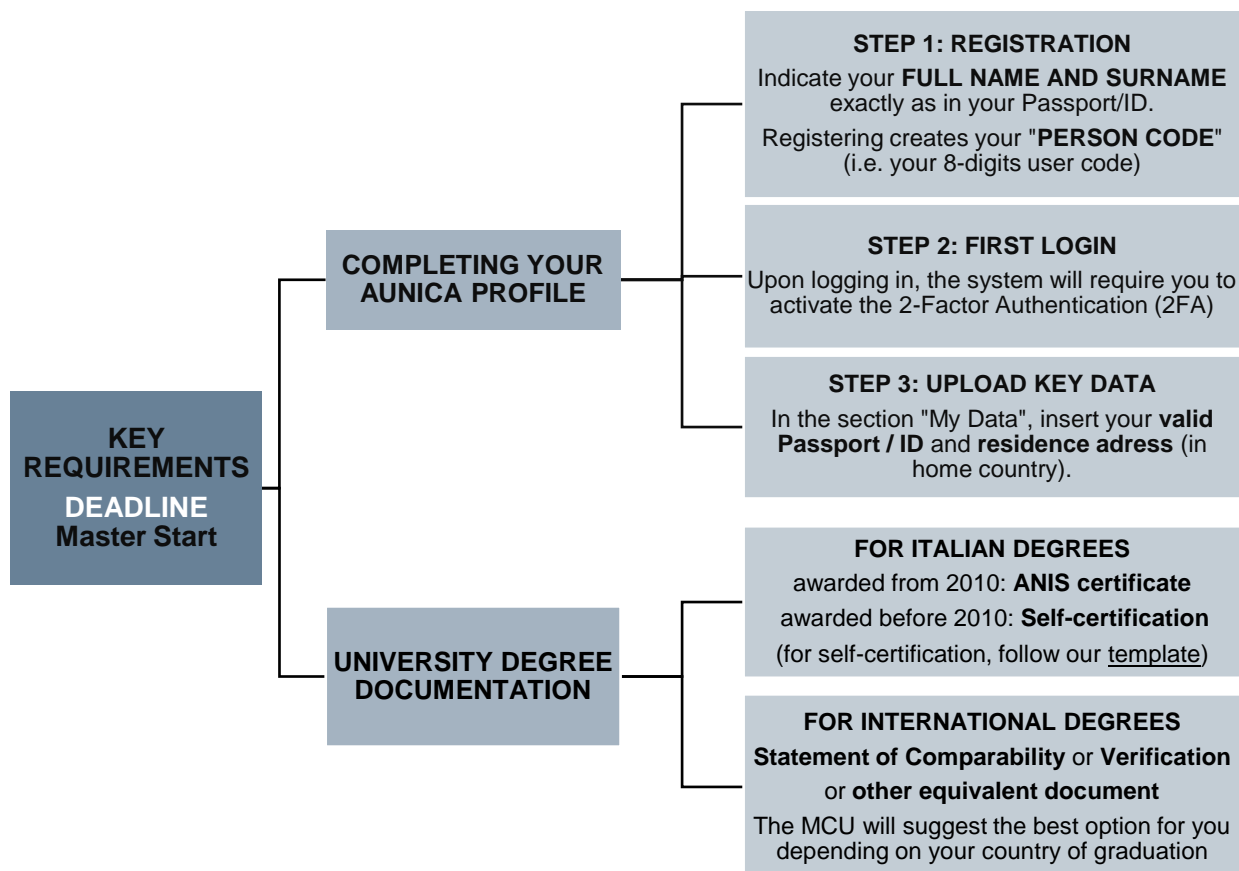 KEY
REQUIREMENTS
DEADLINE
Master Start
COMPLETING YOUR
AUNICA PROFILE
STEP 1: REGISTRATION
Indicate your FULL NAME AND SURNAME
exactly as in your Passport/ID.
Registering creates your "PERSON CODE"
(i.e. your 8-digits user code)
STEP 2: FIRST LOGIN
Upon logging in, the system will require you to
activate the 2-Factor Authentication (2FA)
STEP 3: UPLOAD KEY DATA
In the section "My Data", insert your valid
Passport / ID and residence adress (in
home country).
UNIVERSITY DEGREE
DOCUMENTATION
FOR ITALIAN DEGREES
awarded from 2010: ANIS certificate
awarded before 2010: Self-certification
(for self-certification, follow our template)
FOR INTERNATIONAL DEGREES
Statement of Comparability or Verification
or other equivalent document
The MCU will suggest the best option for you
depending on your country of graduation